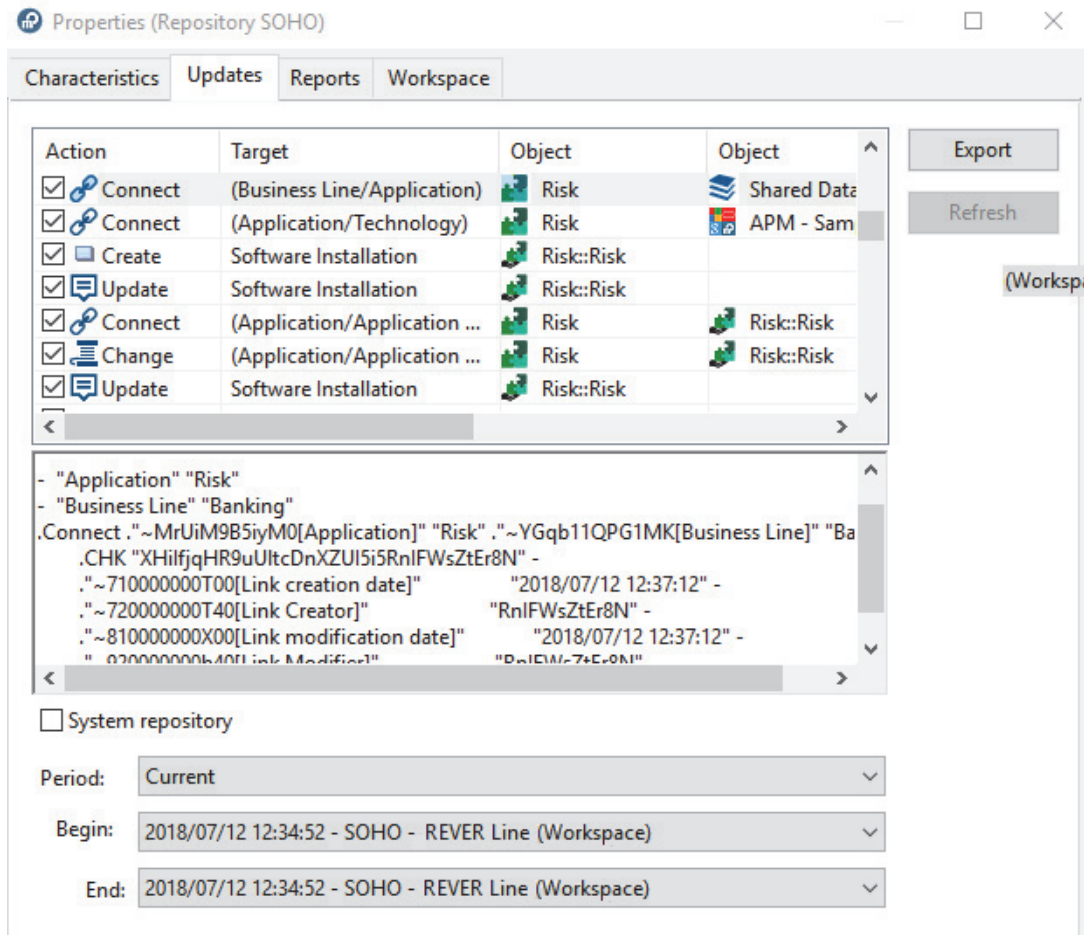 Properties (Repository SOHO)
Characteristics Updates Reports Workspace
Action Target Object Object
Connect (Business Line/Application) Risk Shared Data
Connect (Application/Technology) Risk APM - Sam
Create Software Installation Risk::Risk
Update Software Installation Risk::Risk
Connect (Application/Application ... Risk Risk::Risk
Change (Application/Application ... Risk Risk::Risk
Update Software Installation Risk::Risk
Export
Refresh
(Workspa
- "Application" "Risk"
- "Business Line" "Banking"
.Connect ."~MrUiM9B5iyM0[Application]" "Risk" ."~YGqb11QPG1MK[Business Line]" "Ba
.CHK "XHilfjqHR9uUltcDnXZUl5i5RnlFWsZtEr8N" -
."~710000000T00[Link creation date]" "2018/07/12 12:37:12" -
."~720000000T40[Link Creator]" "RnlFWsZtEr8N" -
."~810000000X00[Link modification date]" "2018/07/12 12:37:12" -
."~920000000b40[Link Modifier]" "RnlFWsZtEr8N"
System repository
Period: Current
Begin: 2018/07/12 12:34:52 - SOHO - REVER Line (Workspace)
End: 2018/07/12 12:34:52 - SOHO - REVER Line (Workspace)